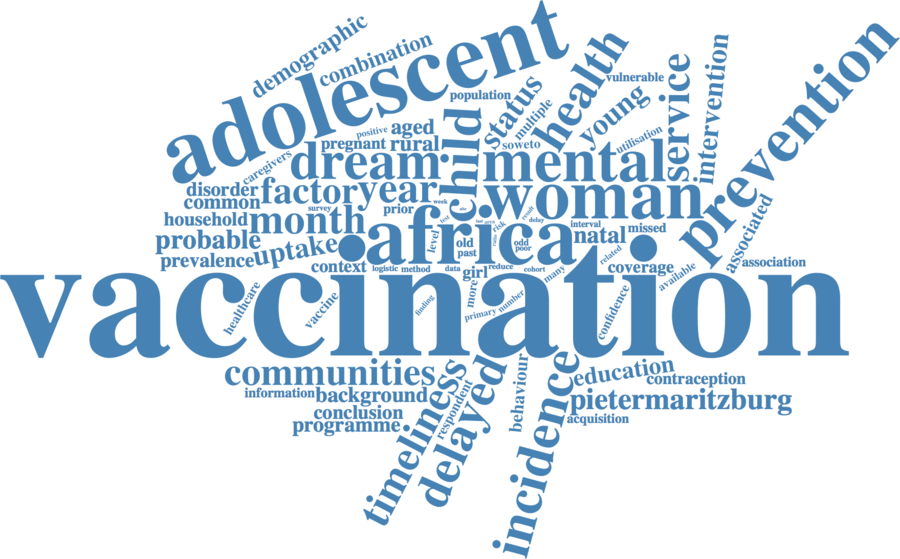 demographic
combination
adolescent
population
positive
aged
pregnant
rural
caregivers
dream
child
status
multiple
soweto
health
vulnerable
young
utilisation
service
intervention
prevention
mental
woman
disorder
common
factory
year
week
survey
prior
household
month
africa
probable
prevalence
uptake
level
old
past
risk
result
delay
odd
poor
interval
natal
missed
associated
association
context
logistic
method
data
girl
reduce
cohort
many
related
coverage
available
more
primary
number
finding
confidence
healthcare
vaccine
vaccination
communities
information
background
conclusion
programme
timeliness
respondent
delayed
behaviour
incidence
education
contraception
pietermaritzburg
acquisition